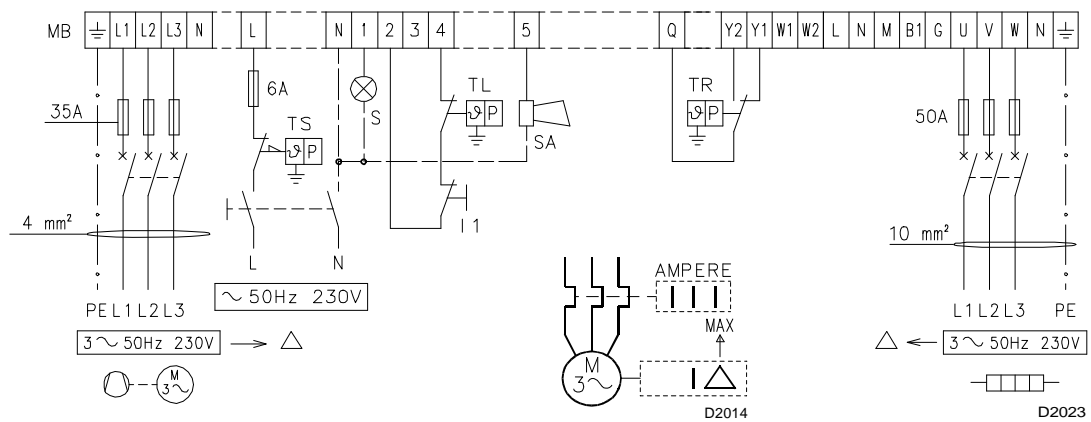 MB L1 L2 L3 N L N 1 2 3 4 5 Q Y2 Y1 W1 W2 L N M B1 G U V W N
35A 6A S TL ϑ P SA TR ϑ P 50A
TS ϑ P
4 mm² I1 10 mm²
L N
PE L1 L2 L3 ~ 50Hz 230V AMPERE L1 L2 L3 PE
3~ 50Hz 230V → △ MAX △ ← 3~ 50Hz 230V
M 3~ M 3~ I △
D2014 D2023